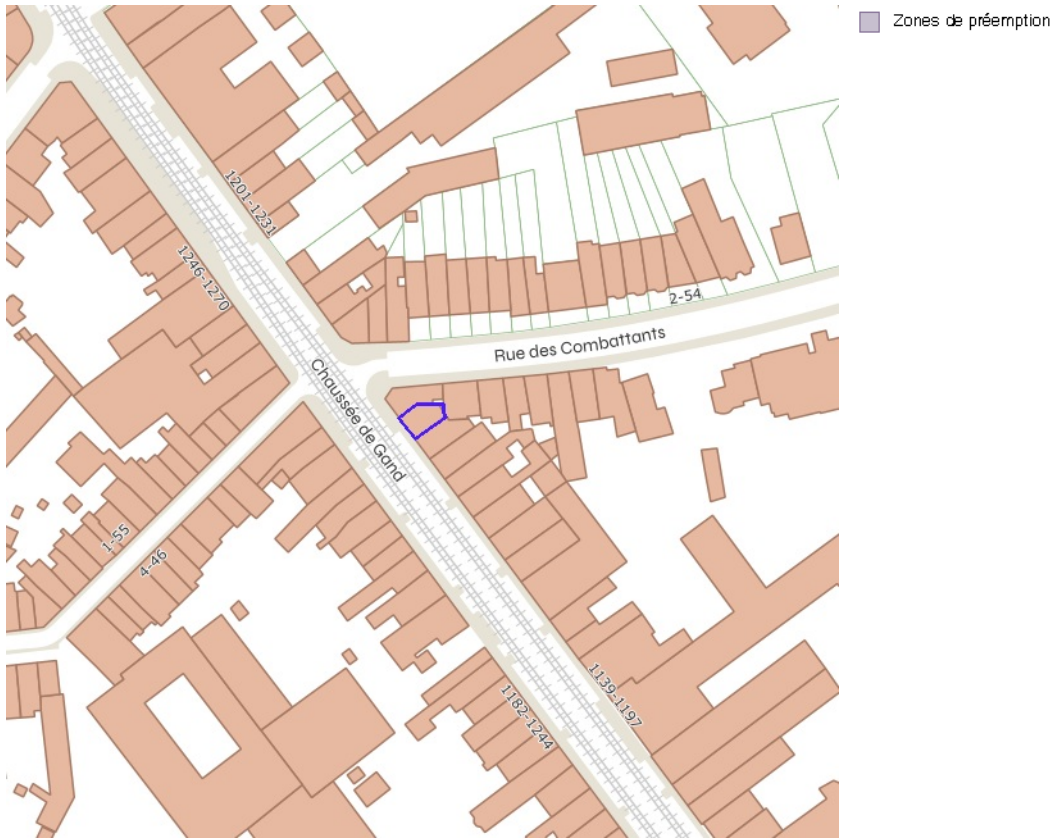 Zones de préemption
1201-1231
1246-1270
2-54
Rue des Combattants
Chaussée de Gand
1-55
4-46
1139-1197
1182-1244